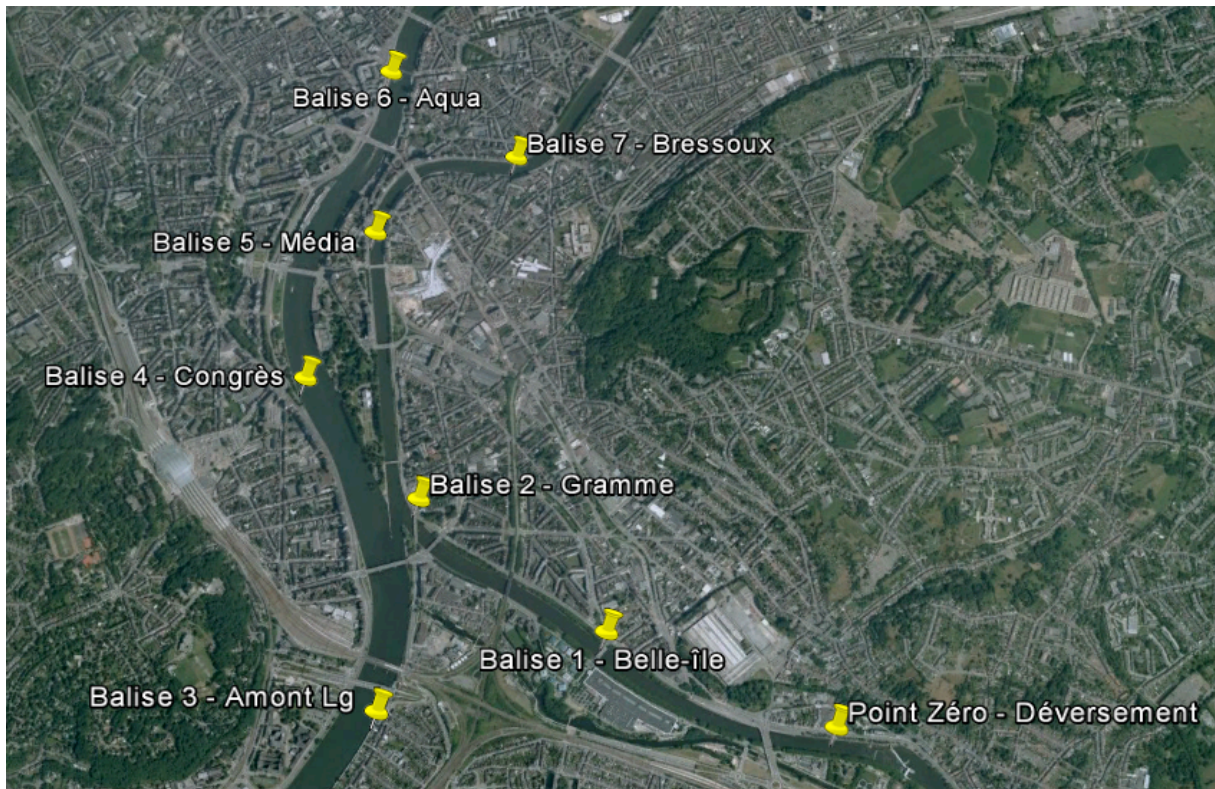 Balise 6 - Aqua
Balise 7 - Bressoux
Balise 5 - Média
Balise 4 - Congrès
Balise 2 - Gramme
Balise 1 - Belle-île
Balise 3 - Amont Lg
Point Zéro - Déversement